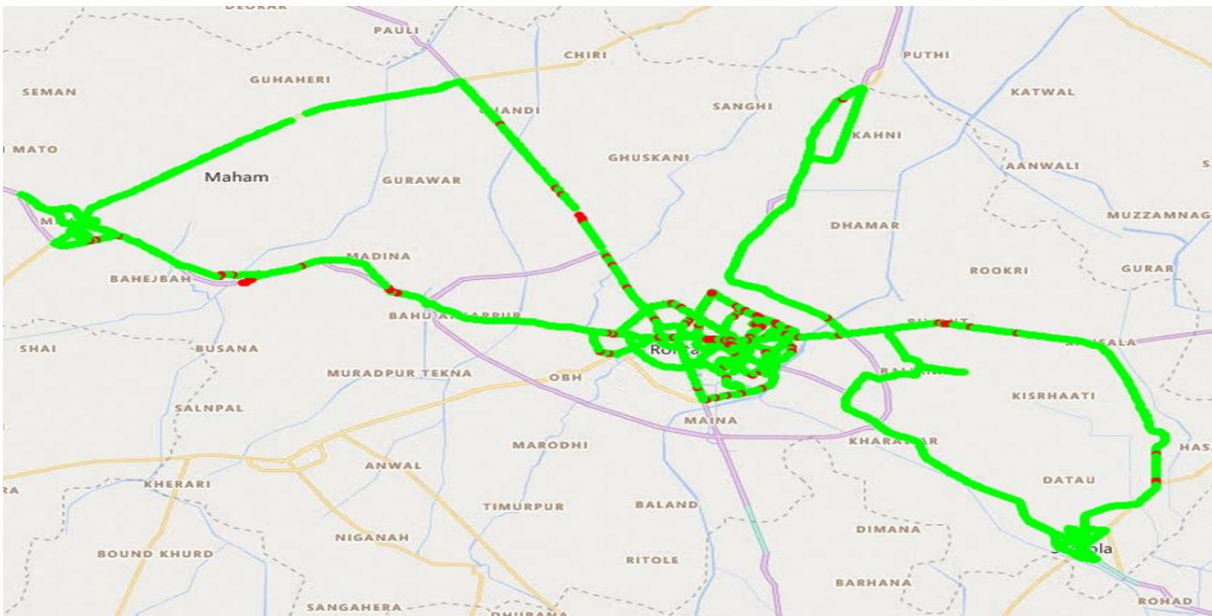 PAULI
CHIRI
PUTHI
SEMAN
GUHAHERI
SANGHI
KATWAL
KAHNI
GHUSKANI
AANWALI
Maham
GURAWAR
MUZZAMNAG
DHAMAR
MADINA
BAHEJBAH
ROOKRI
GURAR
SHAI
BUSANA
MURADPUR TEKNA
OBH
KISRHAATI
SALNPAL
MAINA
MARODHI
KHARAWAR
HASA
ANWAL
KHERARI
DATAU
TIMURPUR
BALAND
DIMANA
NIGANAH
BOUND KHURD
RITOLE
BARHANA
SANGAHERA
ROHAD